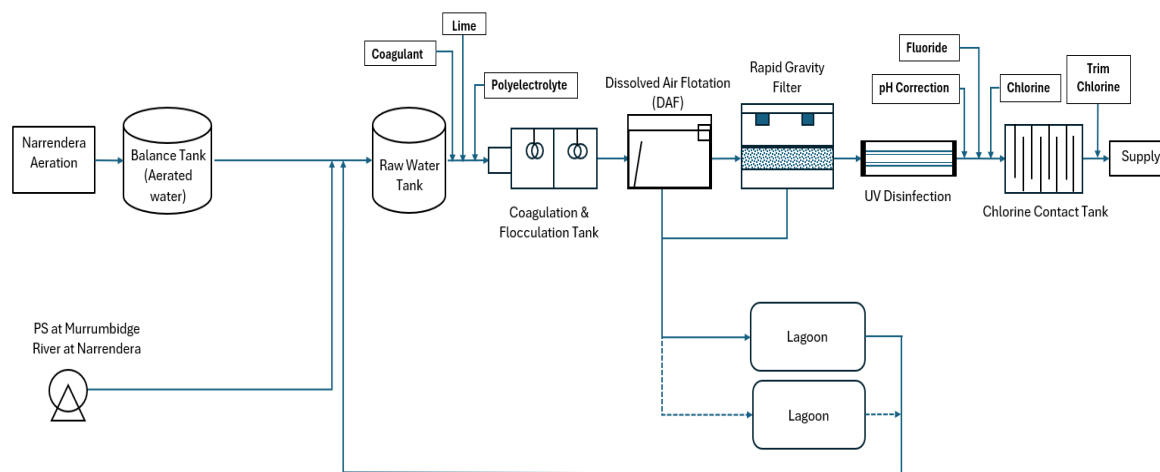 Lime
Coagulant
Polyelectrolyte
Narrendera
Aeration
Balance Tank
(Aerated
water)
Raw Water
Tank
Coagulation &
Flocculation Tank
Dissolved Air Flotation
(DAF)
Rapid Gravity
Filter
Fluoride
pH Correction
Chlorine
Trim
Chlorine
UV Disinfection
Chlorine Contact Tank
Supply
PS at Murrumbidge
River at Narrendera
Lagoon
Lagoon